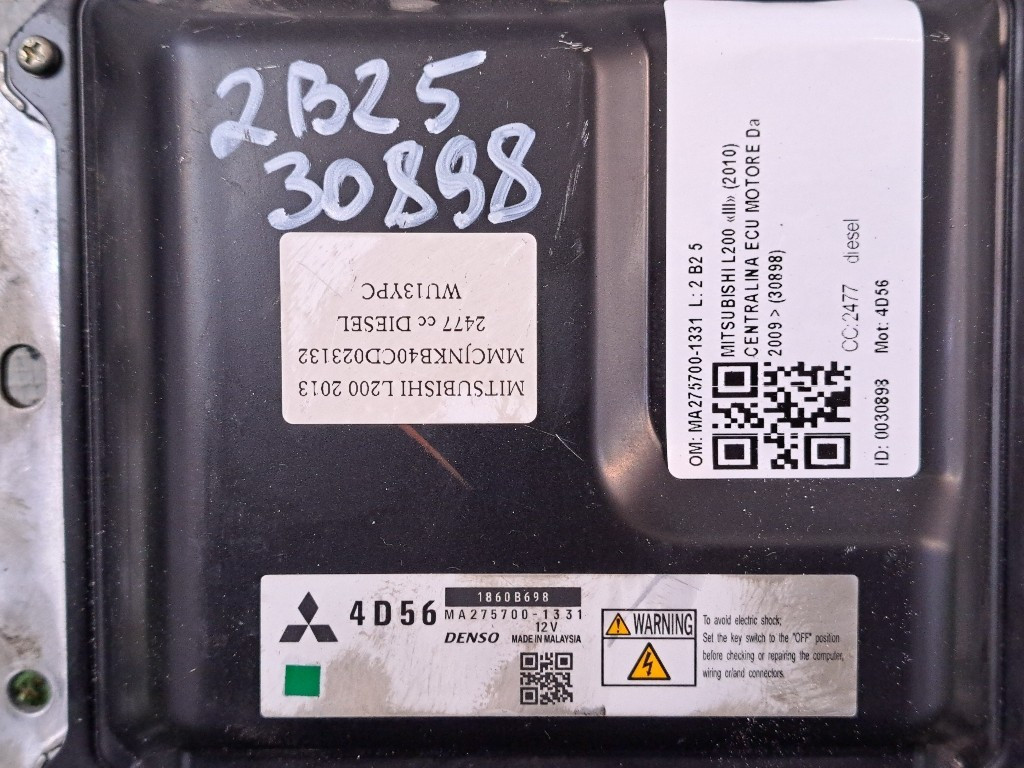 2B25
30898
MITSUBISHI L200 2013
MMCJNKB40CD023132
2477 cc DIESEL
WU13YPC
OM: MA275700-1331 L: 2 B2 5
MITSUBISHI L200 «II» (2010)
CENTRALINA ECU MOTORE Da
2009 > (30898)
CC:2477 diesel
ID: 0030898 Mot: 4D56
4D56
1860B698
MA275700-1331
12V
DENSO MADE IN MALAYSIA
WARNING
To avoid electric shock;
Set the key switch to the "OFF" position
before checking or repairing the computer,
wiring or/and connectors.